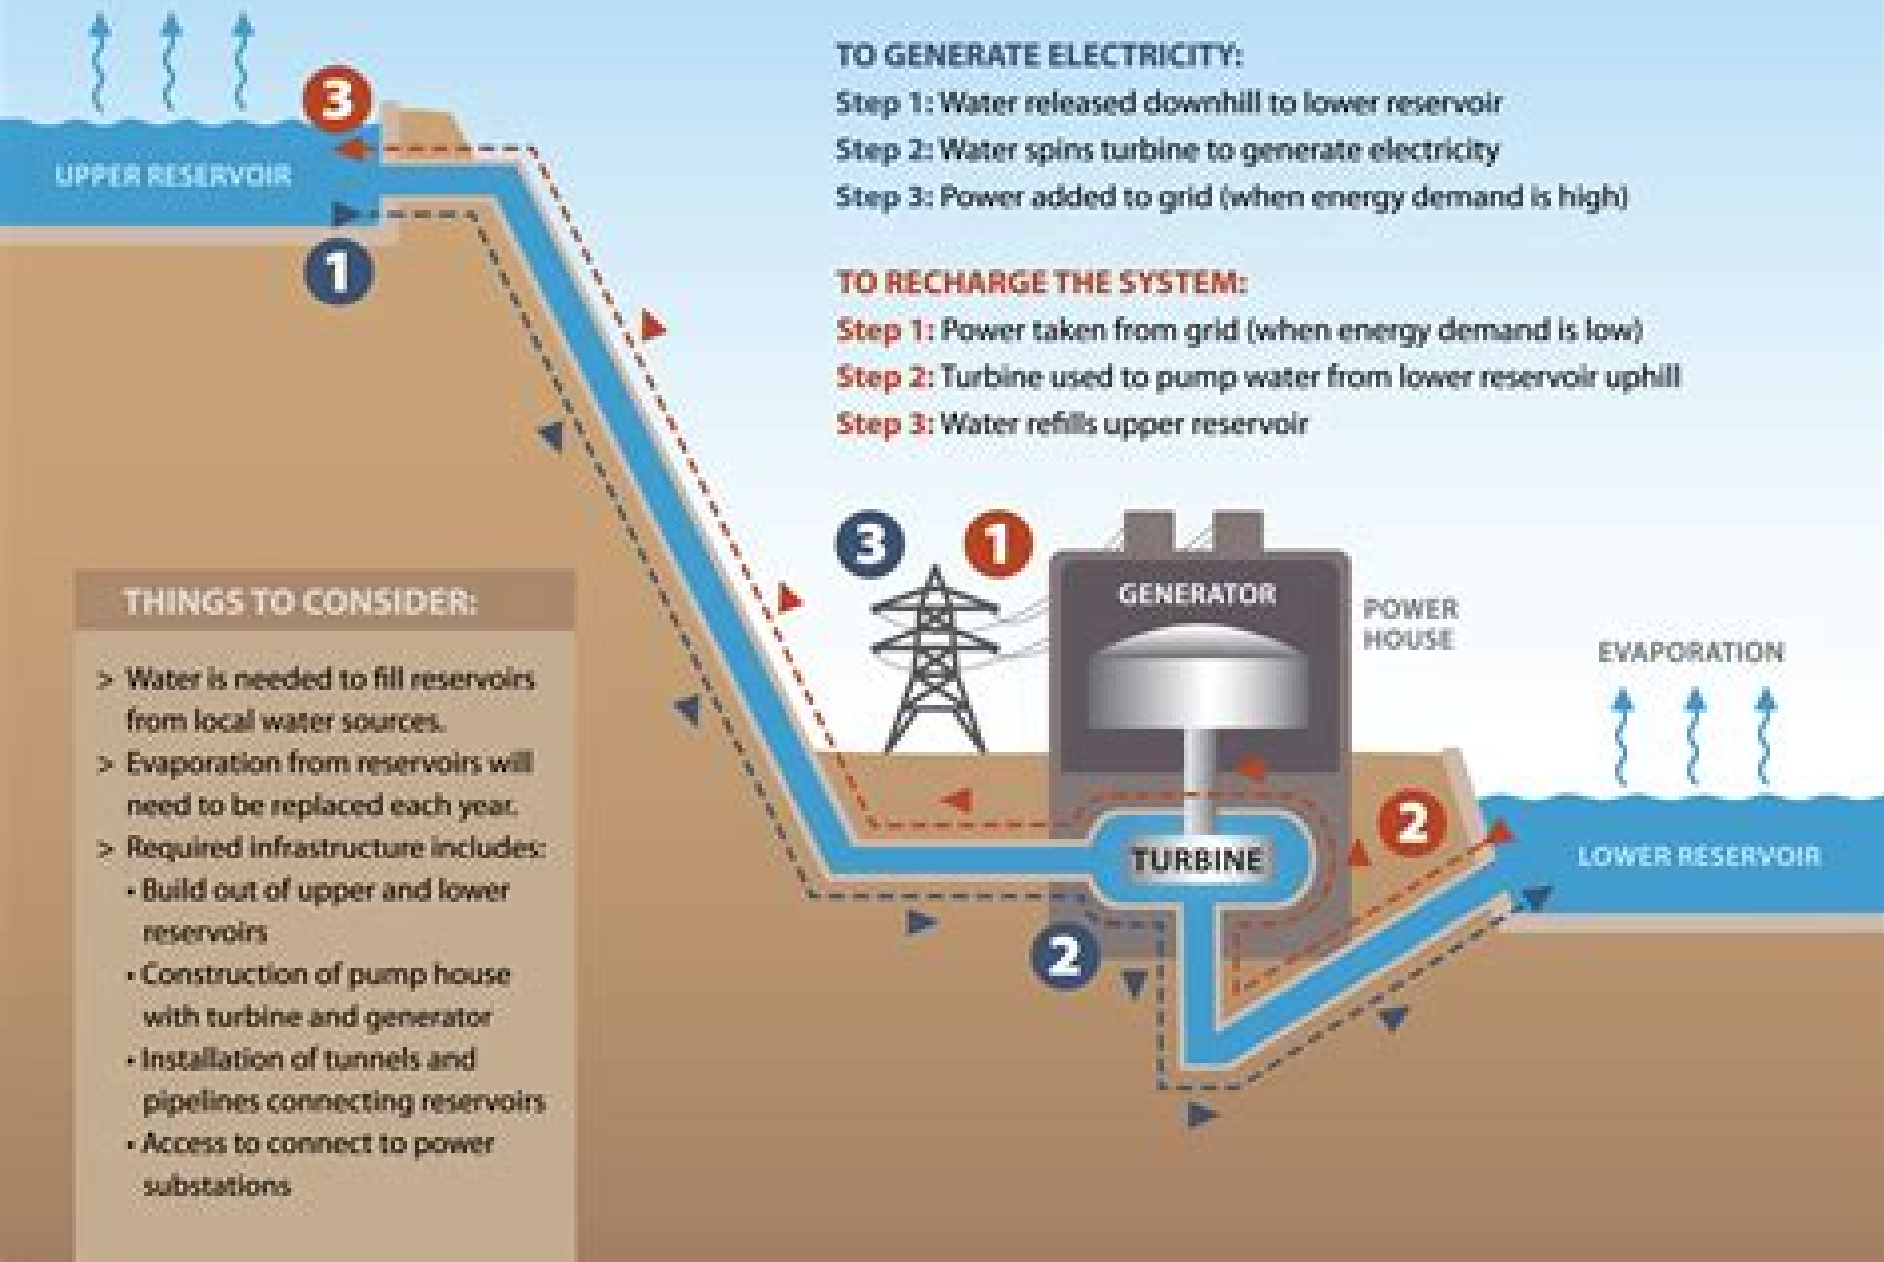 TO GENERATE ELECTRICITY:
Step 1: Water released downhill to lower reservoir
Step 2: Water spins turbine to generate electricity
Step 3: Power added to grid (when energy demand is high)
TO RECHARGE THE SYSTEM:
Step 1: Power taken from grid (when energy demand is low)
Step 2: Turbine used to pump water from lower reservoir uphill
Step 3: Water refills upper reservoir
3
UPPER RESERVOIR
1
3
1
GENERATOR
POWER
HOUSE
EVAPORATION
2
TURBINE
LOWER RESERVOIR
2
THINGS TO CONSIDER:
> Water is needed to fill reservoirs
from local water sources.
> Evaporation from reservoirs will
need to be replaced each year.
> Required infrastructure includes:
• Build out of upper and lower
reservoirs
• Construction of pump house
with turbine and generator
• Installation of tunnels and
pipelines connecting reservoirs
• Access to connect to power
substations